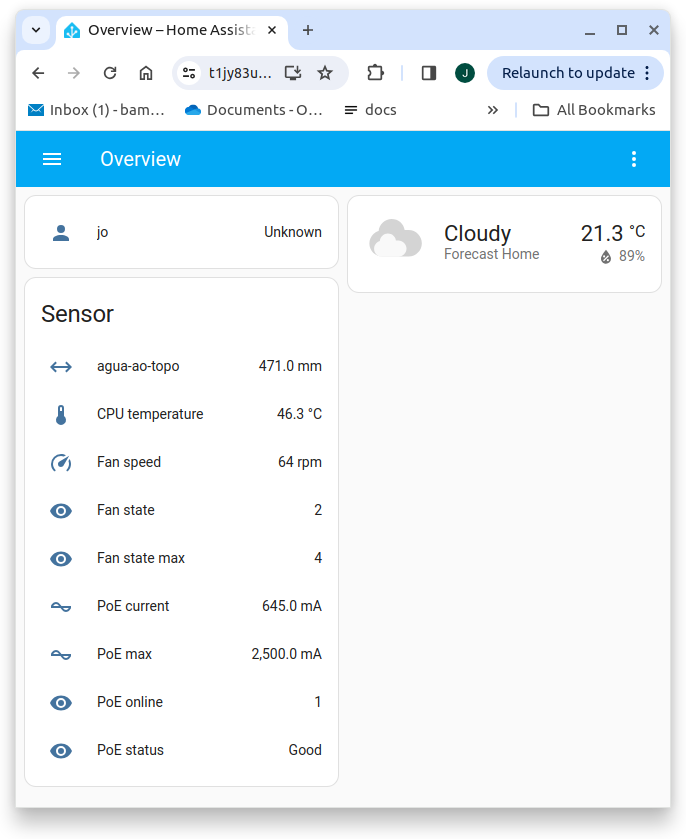 Overview – Home Assista
t1jy83u...
J
Relaunch to update
Inbox (1) - bam...
Documents - O...
docs
»
All Bookmarks
Overview
jo
Unknown
Cloudy
21.3 °C
Forecast Home
89%
Sensor
agua-ao-topo
471.0 mm
CPU temperature
46.3 °C
Fan speed
64 rpm
Fan state
2
Fan state max
4
PoE current
645.0 mA
PoE max
2,500.0 mA
PoE online
1
PoE status
Good